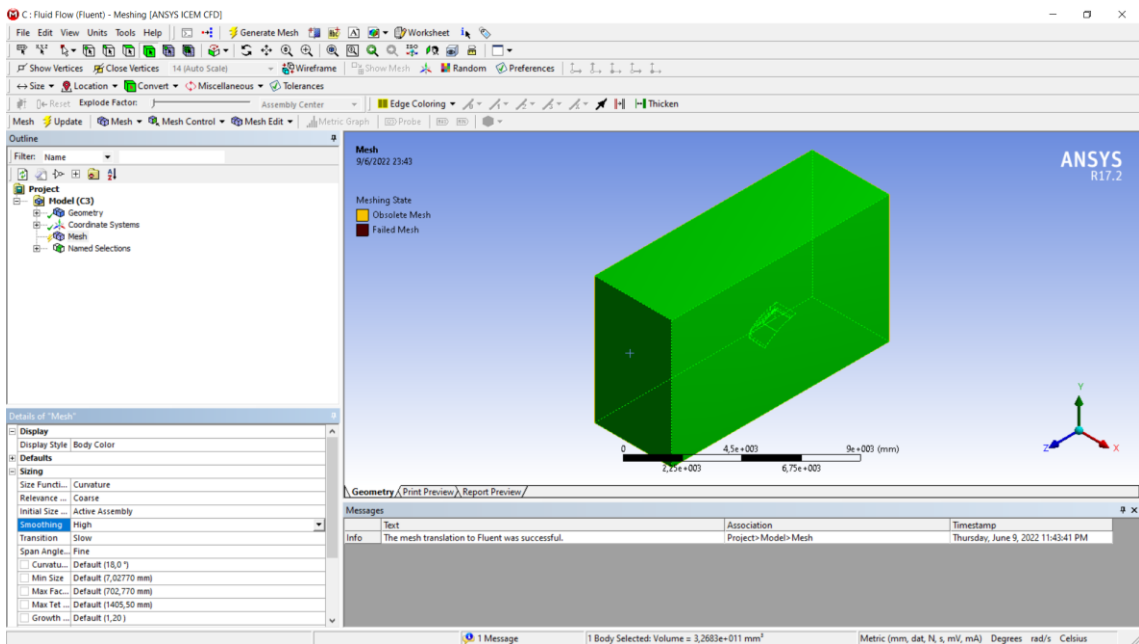 C : Fluid Flow (Fluent) - Meshing [ANSYS ICEM CFD]
File Edit View Units Tools Help Generate Mesh A Worksheet
Show Vertices Close Vertices 14 (Auto Scale) Wireframe Show Mesh Random Preferences
Size Location Convert Miscellaneous Tolerances
Reset Explode Factor: Assembly Center Edge Coloring Thicken
Mesh Update Mesh Mesh Control Mesh Edit Metric Graph Probe
Outline
Filter: Name
Project
Model (C3)
Geometry
Coordinate Systems
Mesh
Named Selections
Mesh
9/6/2022 23:43
Meshing State
Obsolete Mesh
Failed Mesh
ANSYS
R17.2
Y
Z
X
0 4,5e+003 9e+003 (mm)
2,25e+003 6,75e+003
Geometry Print Preview Report Preview
Details of "Mesh"
Display
Display Style Body Color
Defaults
Sizing
Size Functi... Curvature
Relevance ... Coarse
Initial Size ... Active Assembly
Smoothing High
Transition Slow
Span Angle... Fine
Curvatu... Default (18,0 °)
Min Size Default (7,02770 mm)
Max Fac... Default (702,770 mm)
Max Tet ... Default (1405,50 mm)
Growth ... Default (1,20 )
Messages
Text Association Timestamp
Info The mesh translation to Fluent was successful. Project>Model>Mesh Thursday, June 9, 2022 11:43:41 PM
1 Message 1 Body Selected: Volume = 3,2683e+011 mm³ Metric (mm, dat, N, s, mV, mA) Degrees rad/s Celsius